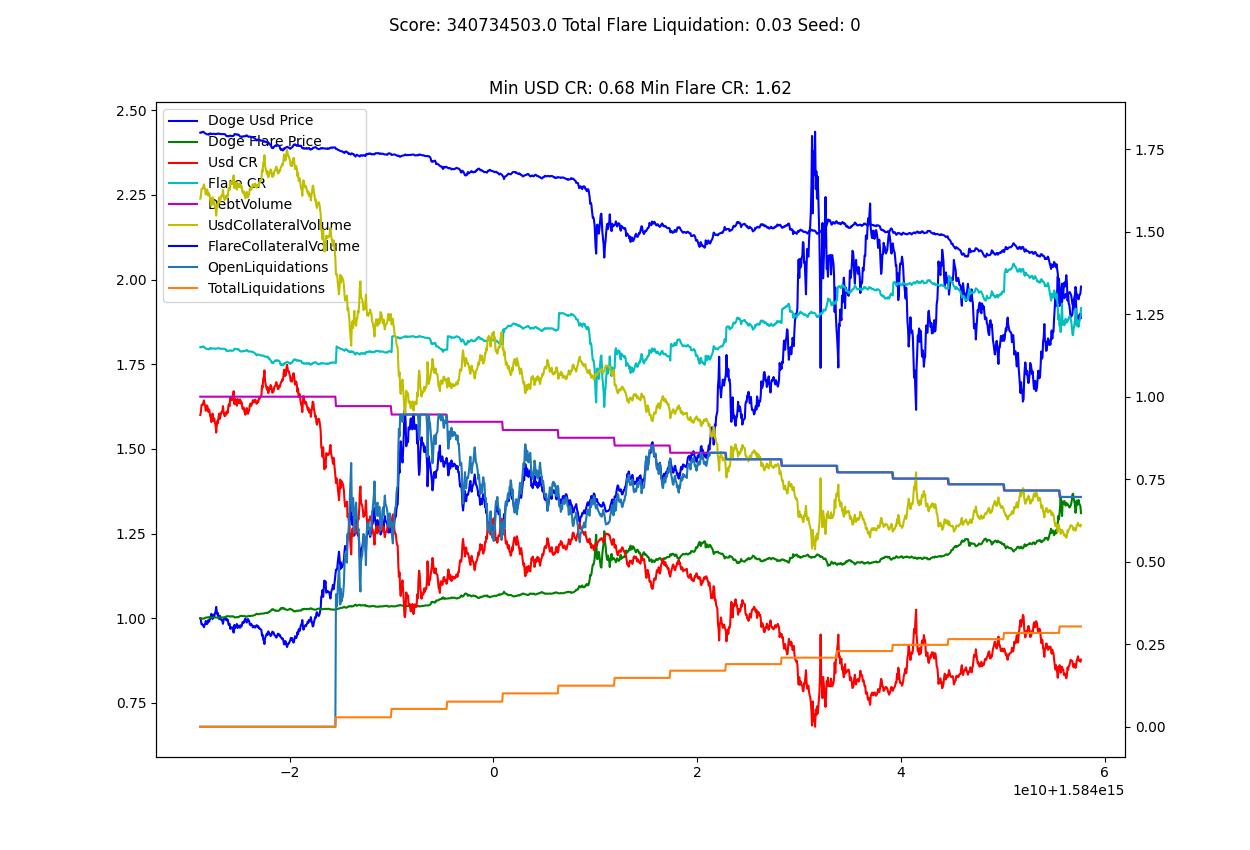 Score: 340734503.0 Total Flare Liquidation: 0.03 Seed: 0
Min USD CR: 0.68 Min Flare CR: 1.62
2.50
2.25
2.00
1.75
1.50
1.25
1.00
0.75
Doge Usd Price
Doge Flare Price
Usd CR
Flare CR
DebtVolume
UsdCollateralVolume
FlareCollateralVolume
OpenLiquidations
TotalLiquidations
1.75
1.50
1.25
1.00
0.75
0.50
0.25
0.00
−2 0 2 4 6
1e10+1.584e15